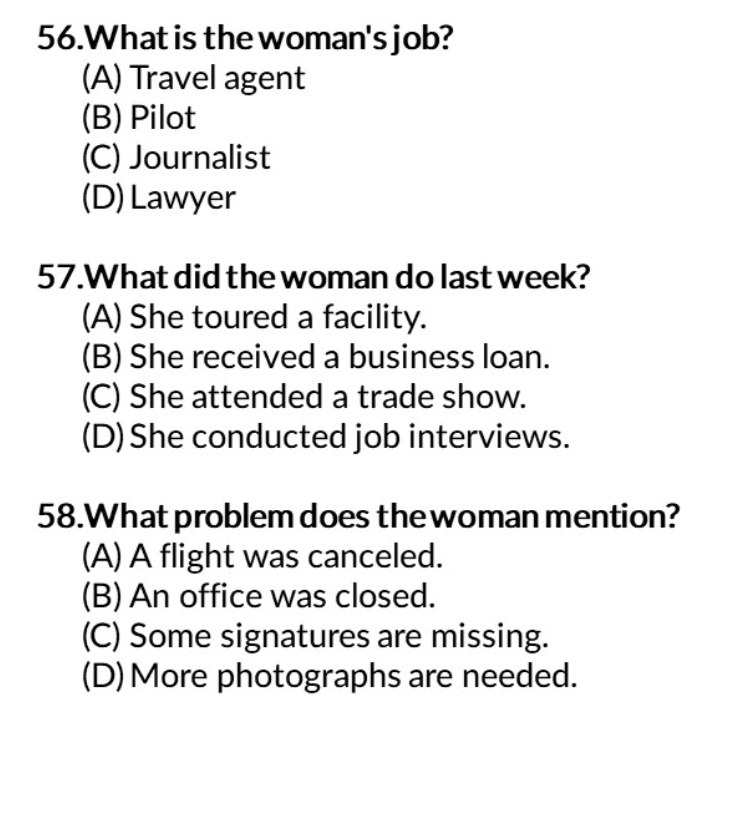 56.What is the woman's job?
(A) Travel agent
(B) Pilot
(C) Journalist
(D) Lawyer
57.What did the woman do last week?
(A) She toured a facility.
(B) She received a business loan.
(C) She attended a trade show.
(D) She conducted job interviews.
58.What problem does the woman mention?
(A) A flight was canceled.
(B) An office was closed.
(C) Some signatures are missing.
(D) More photographs are needed.